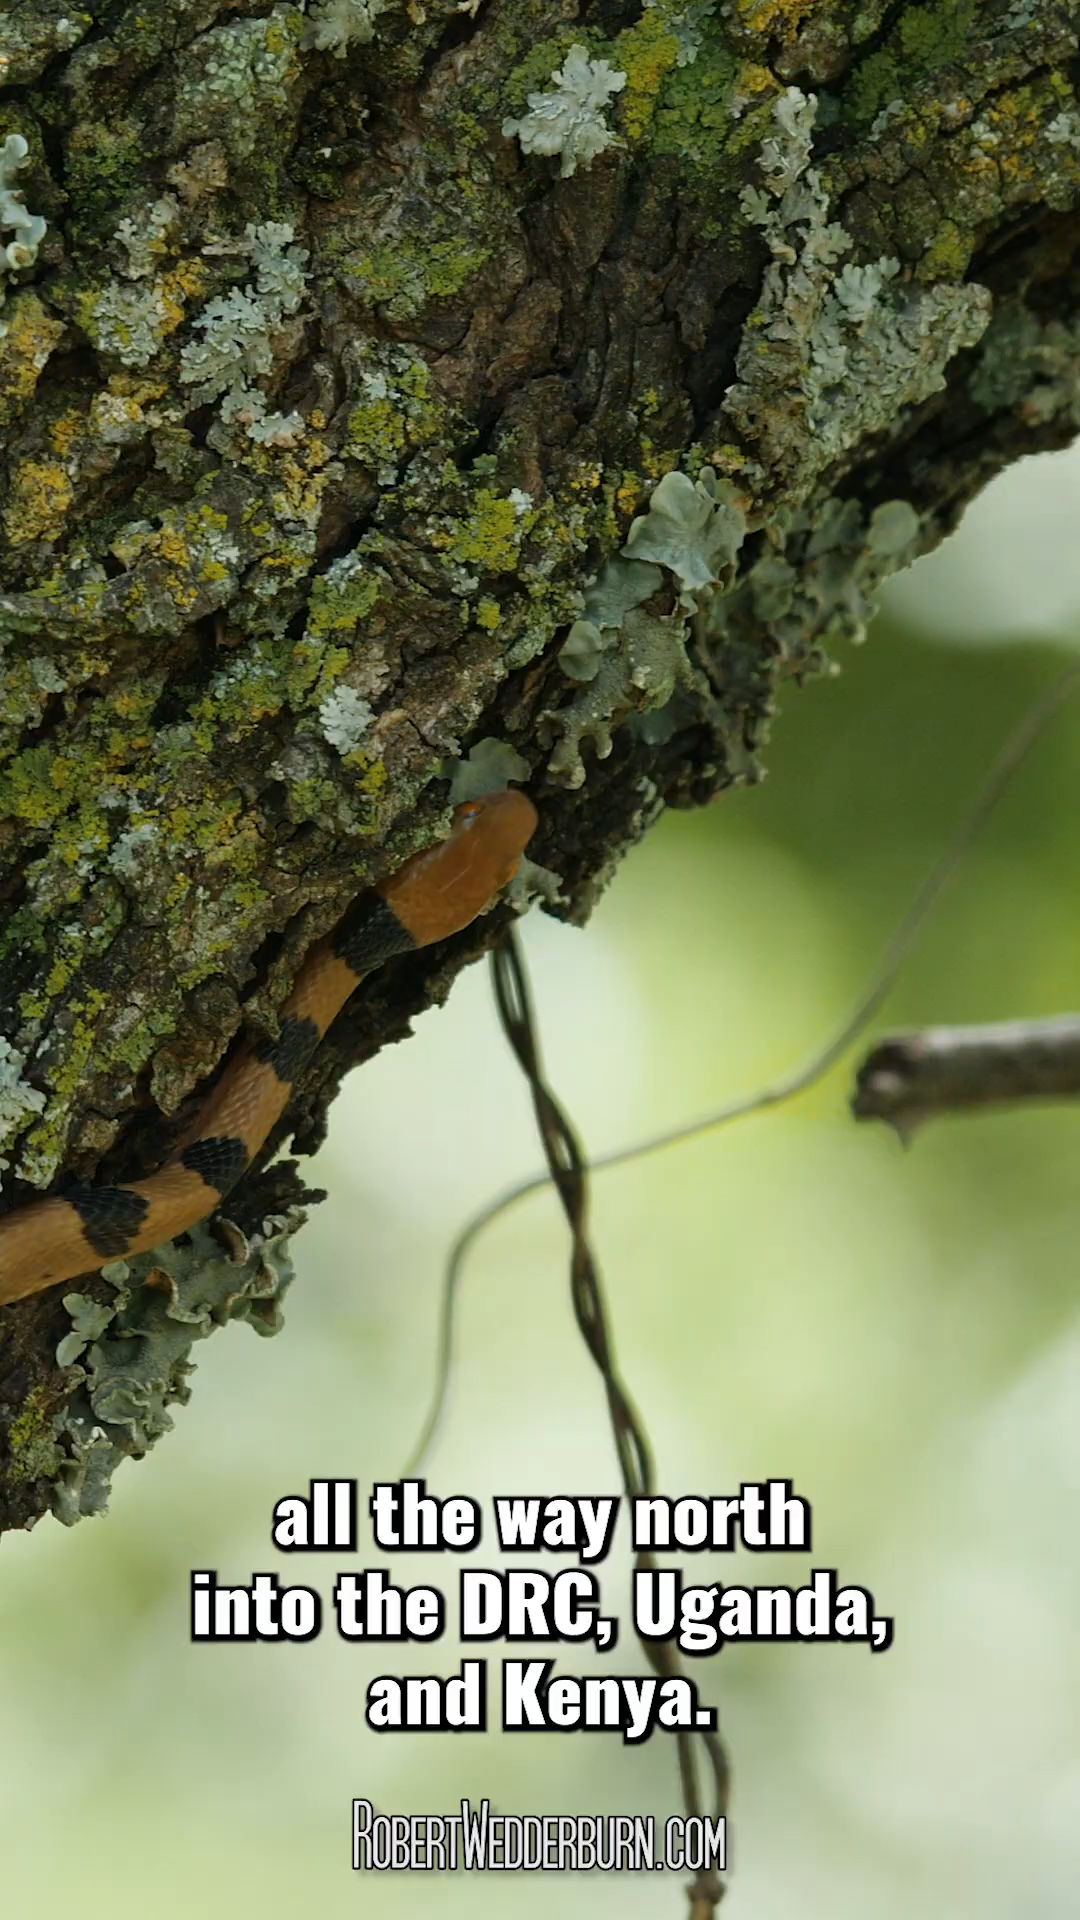 all the way north
into the DRC, Uganda,
and Kenya.
RobertWedderburn.com